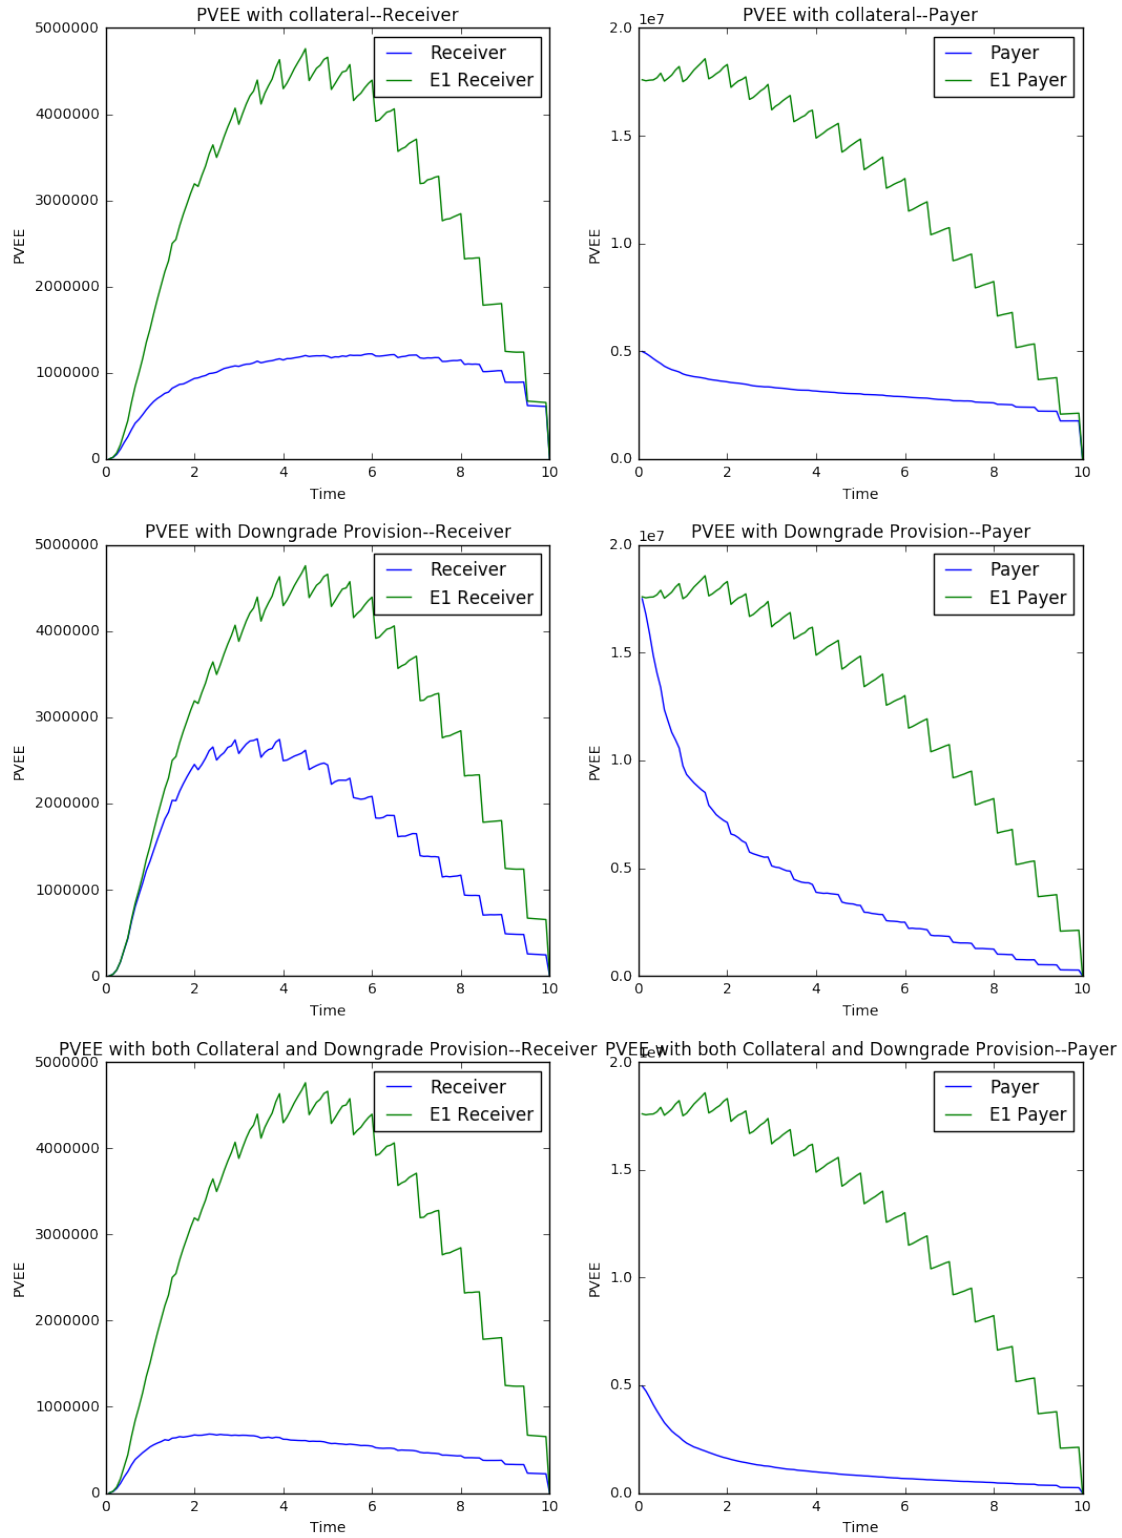 PVEE with collateral--Receiver
5000000
4000000
3000000
2000000
1000000
0
PVEE
0 2 4 6 8 10
Time
Receiver
E1 Receiver
PVEE with collateral--Payer
1e7
2.0
1.5
1.0
0.5
0.0
PVEE
0 2 4 6 8 10
Time
Payer
E1 Payer
PVEE with Downgrade Provision--Receiver
5000000
4000000
3000000
2000000
1000000
0
PVEE
0 2 4 6 8 10
Time
Receiver
E1 Receiver
PVEE with Downgrade Provision--Payer
1e7
2.0
1.5
1.0
0.5
0.0
PVEE
0 2 4 6 8 10
Time
Payer
E1 Payer
PVEE with both Collateral and Downgrade Provision--Receiver
5000000
4000000
3000000
2000000
1000000
0
PVEE
0 2 4 6 8 10
Time
Receiver
E1 Receiver
PVEE with both Collateral and Downgrade Provision--Payer
1e7
2.0
1.5
1.0
0.5
0.0
PVEE
0 2 4 6 8 10
Time
Payer
E1 Payer